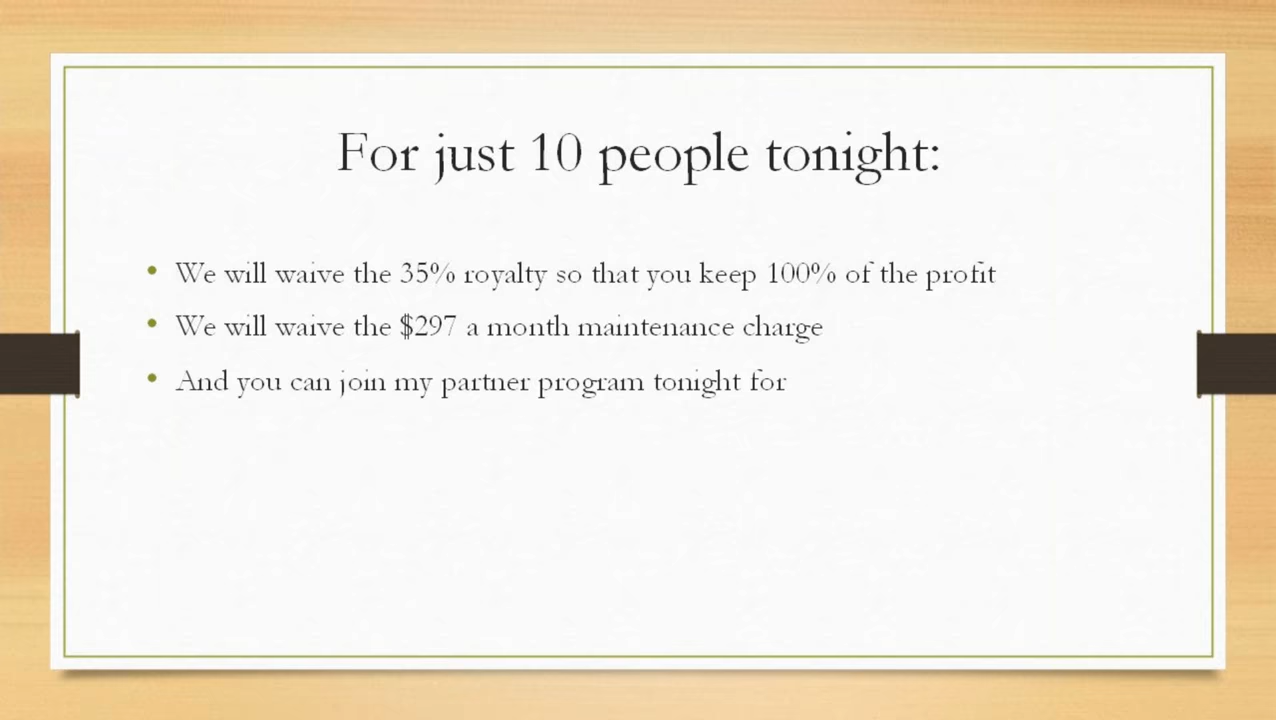 For just 10 people tonight:
We will waive the 35% royalty so that you keep 100% of the profit
We will waive the $297 a month maintenance charge
And you can join my partner program tonight for